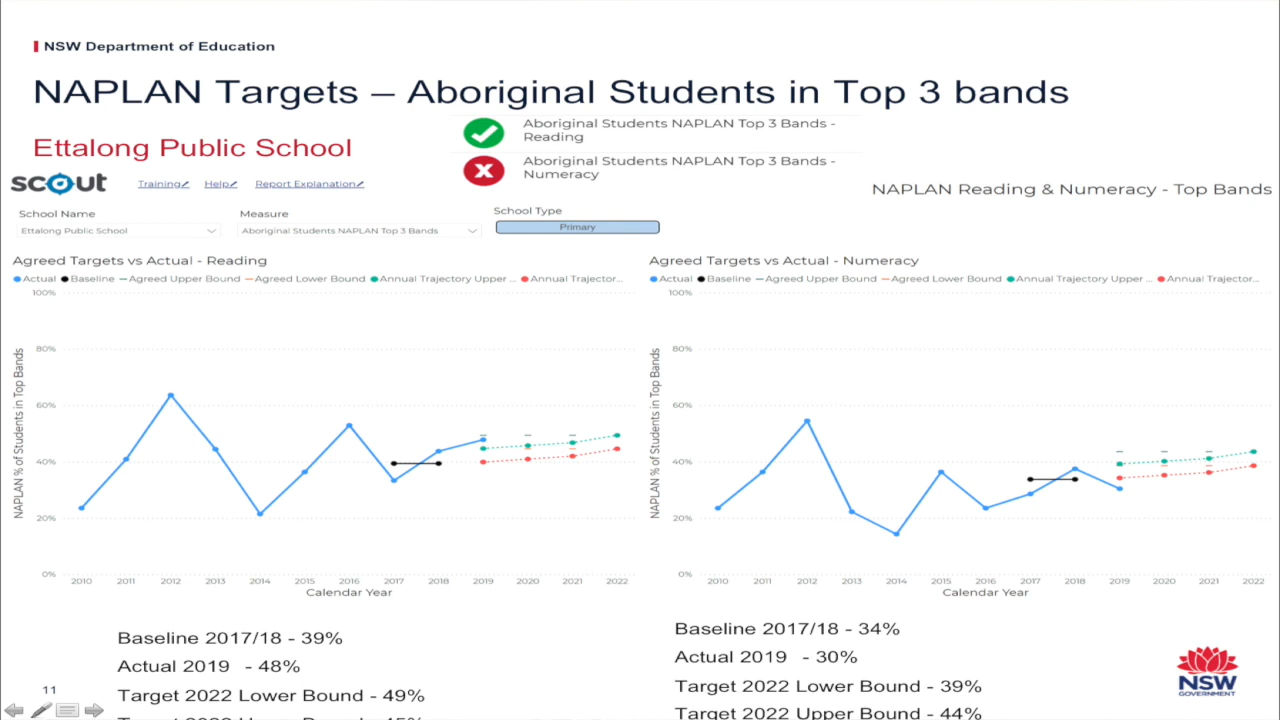 NSW Department of Education
NAPLAN Targets – Aboriginal Students in Top 3 bands
Ettalong Public School
Aboriginal Students NAPLAN Top 3 Bands -
Reading
Aboriginal Students NAPLAN Top 3 Bands -
Numeracy
scout
Training
Help
Report Explanation
NAPLAN Reading & Numeracy - Top Bands
School Name
Measure
School Type
Ettalong Public School
Aboriginal Students NAPLAN Top 3 Bands
Primary
Agreed Targets vs Actual - Reading
Actual Baseline Agreed Upper Bound Agreed Lower Bound Annual Trajectory Upper ... Annual Trajector...
100%
80%
60%
40%
20%
0%
NAPLAN % of Students in Top Bands
2010 2011 2012 2013 2014 2015 2016 2017 2018 2019 2020 2021 2022
Calendar Year
Agreed Targets vs Actual - Numeracy
Actual Baseline Agreed Upper Bound Agreed Lower Bound Annual Trajectory Upper ... Annual Trajector...
100%
80%
60%
40%
20%
0%
NAPLAN % of Students in Top Bands
2010 2011 2012 2013 2014 2015 2016 2017 2018 2019 2020 2021 2022
Calendar Year
Baseline 2017/18 - 39%
Actual 2019 - 48%
Target 2022 Lower Bound - 49%
Baseline 2017/18 - 34%
Actual 2019 - 30%
Target 2022 Lower Bound - 39%
Target 2022 Upper Bound - 44%
11
NSW
GOVERNMENT